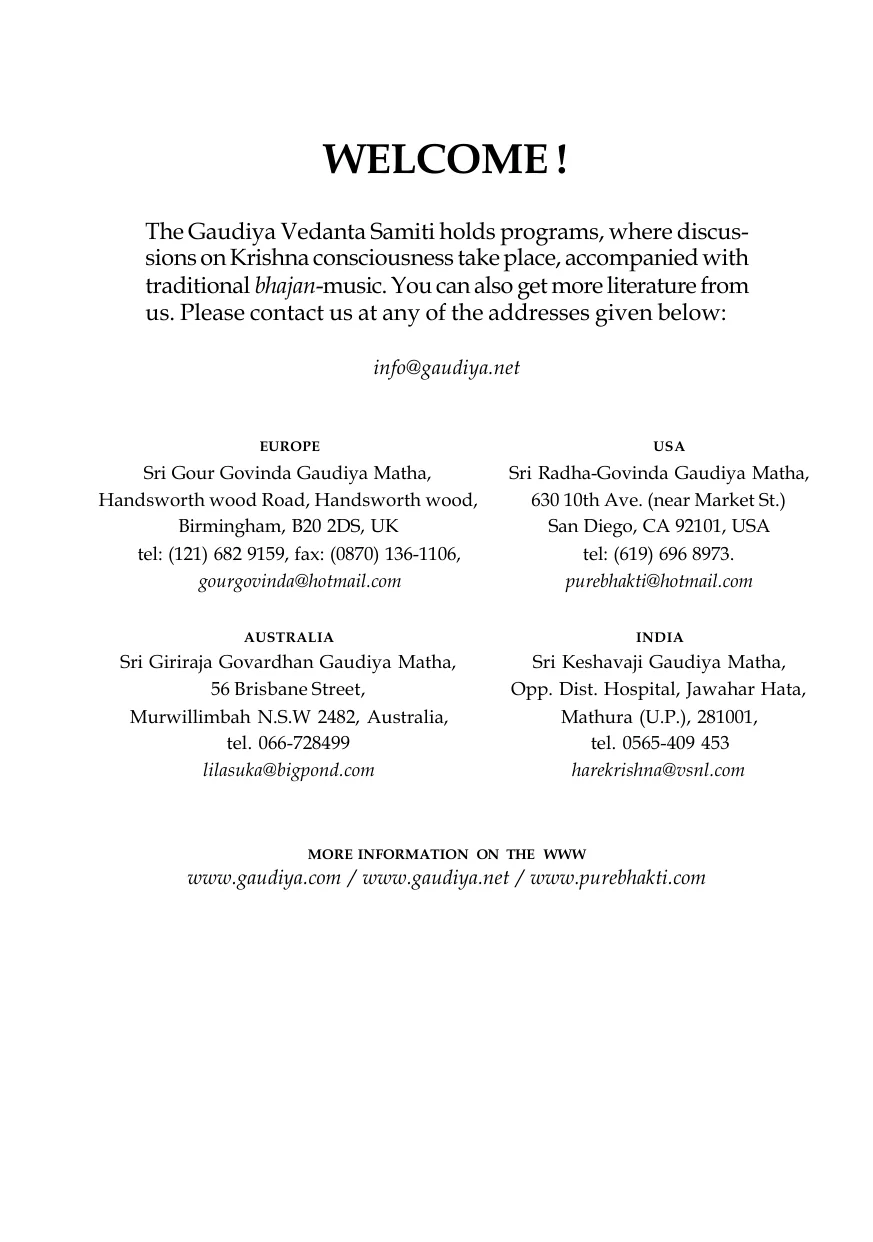 WELCOME !
The Gaudiya Vedanta Samiti holds programs, where discus-
sions on Krishna consciousness take place, accompanied with
traditional bhajan-music. You can also get more literature from
us. Please contact us at any of the addresses given below:
info@gaudiya.net
EUROPE
Sri Gour Govinda Gaudiya Matha,
Handsworth wood Road, Handsworth wood,
Birmingham, B20 2DS, UK
tel: (121) 682 9159, fax: (0870) 136-1106,
gourgovinda@hotmail.com
USA
Sri Radha-Govinda Gaudiya Matha,
630 10th Ave. (near Market St.)
San Diego, CA 92101, USA
tel: (619) 696 8973.
purebhakti@hotmail.com
AUSTRALIA
Sri Giriraja Govardhan Gaudiya Matha,
56 Brisbane Street,
Murwillimbah N.S.W 2482, Australia,
tel. 066-728499
lilasuka@bigpond.com
INDIA
Sri Keshavaji Gaudiya Matha,
Opp. Dist. Hospital, Jawahar Hata,
Mathura (U.P.), 281001,
tel. 0565-409 453
harekrishna@vsnl.com
MORE INFORMATION ON THE WWW
www.gaudiya.com / www.gaudiya.net / www.purebhakti.com